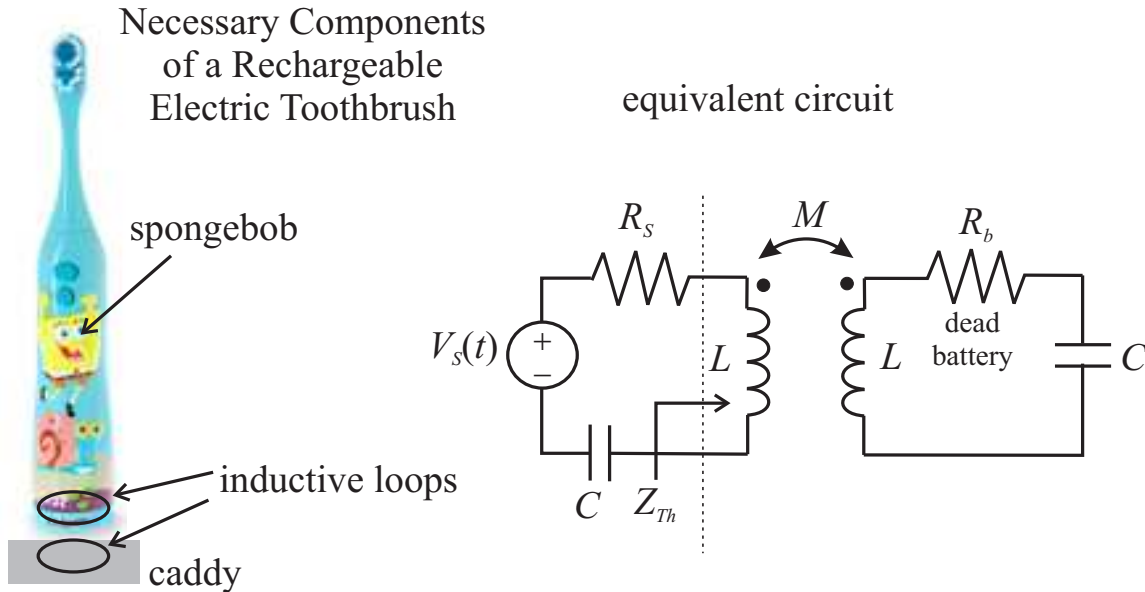 Necessary Components
of a Rechargeable
Electric Toothbrush
equivalent circuit
spongebob
inductive loops
caddy
R_S
M
R_b
V_S(t)
+
−
L
L
dead
battery
C
C
Z_Th